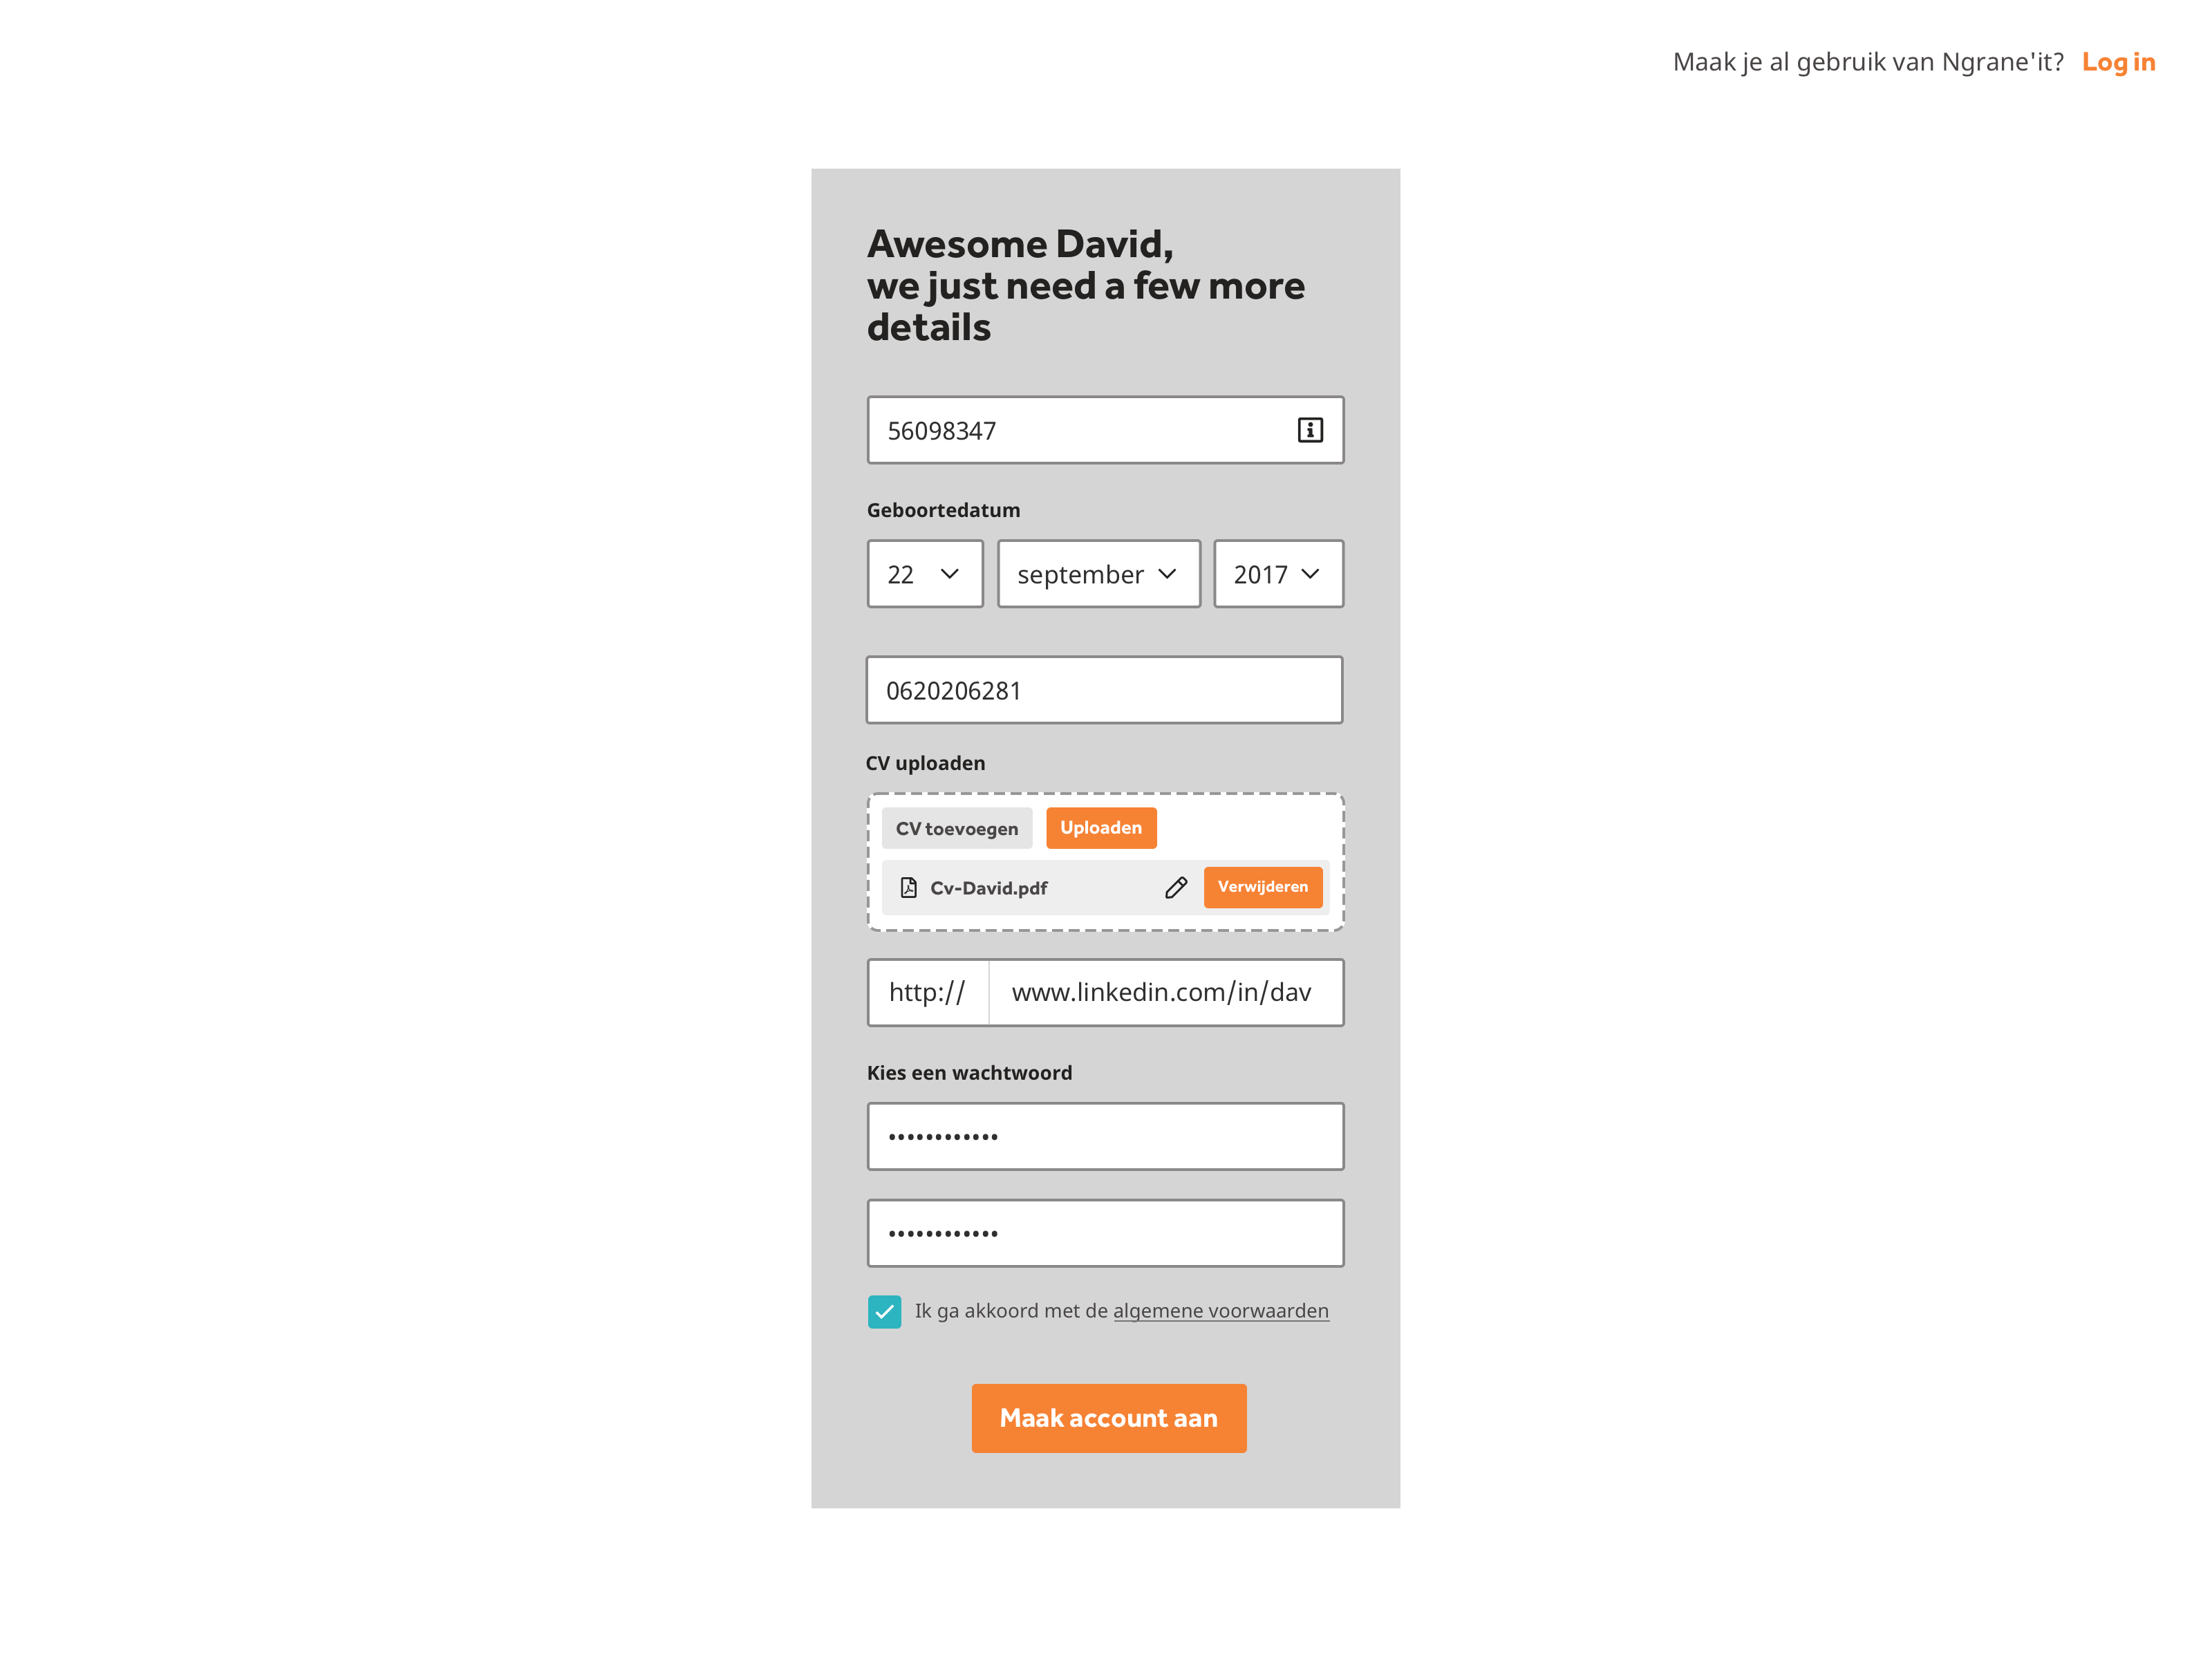 Maak je al gebruik van Ngrane'it? Log in
Awesome David,
we just need a few more
details
56098347
Geboortedatum
22 september 2017
0620206281
CV uploaden
CV toevoegen Uploaden
Cv-David.pdf Verwijderen
http:// www.linkedin.com/in/dav
Kies een wachtwoord
••••••••••••
••••••••••••
Ik ga akkoord met de algemene voorwaarden
Maak account aan